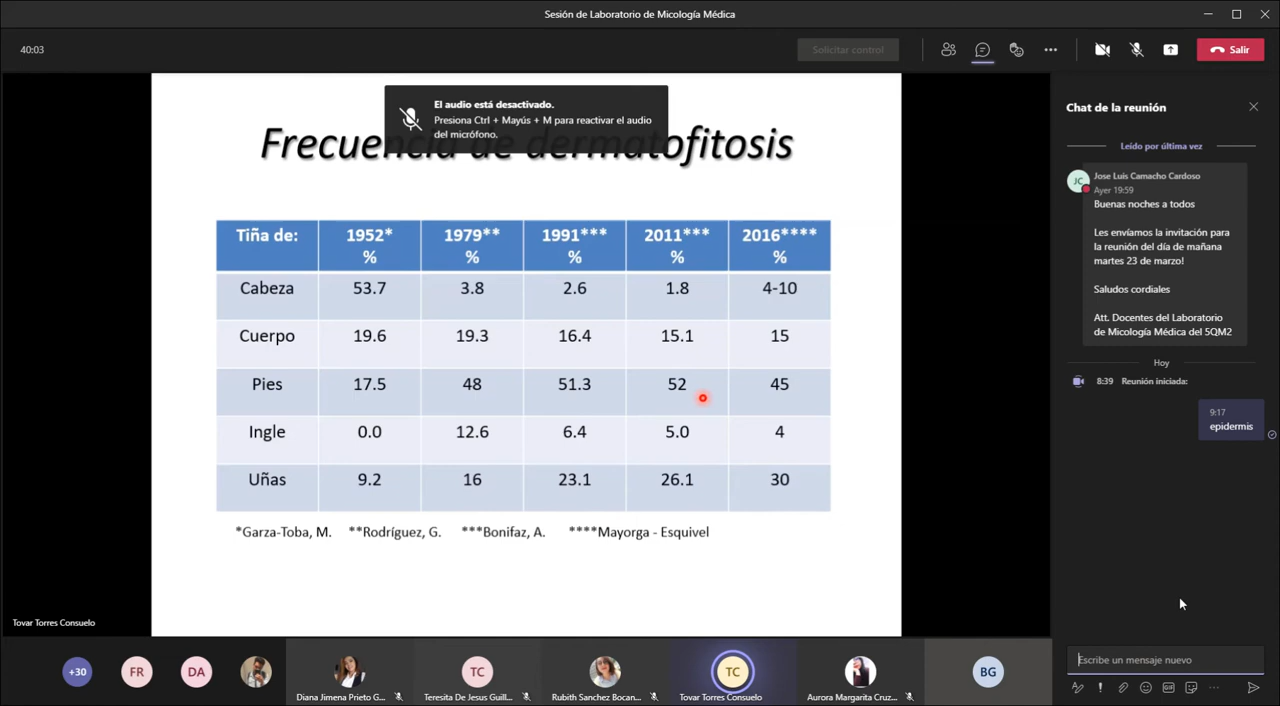 Sesión de Laboratorio de Micología Médica
40:03
Solicitar control
Salir
El audio está desactivado.
Presiona Ctrl + Mayús + M para reactivar el audio
del micrófono.
Frecuencia de dermatofitosis
Tiña de: 1952* % 1979** % 1991*** % 2011*** % 2016**** %
Cabeza 53.7 3.8 2.6 1.8 4-10
Cuerpo 19.6 19.3 16.4 15.1 15
Pies 17.5 48 51.3 52 45
Ingle 0.0 12.6 6.4 5.0 4
Uñas 9.2 16 23.1 26.1 30
*Garza-Toba, M. **Rodríguez, G. ***Bonifaz, A. ****Mayorga - Esquivel
Tovar Torres Consuelo
Chat de la reunión
Leído por última vez
JC
Jose Luis Camacho Cardoso
Ayer 19:59
Buenas noches a todos
Les envíamos la invitación para
la reunión del día de mañana
martes 23 de marzo!
Saludos cordiales
Att. Docentes del Laboratorio
de Micología Médica del 5QM2
Hoy
8:39 Reunión iniciada:
9:17
epidermis
Escribe un mensaje nuevo
GIF
+30
FR
DA
Diana Jimena Prieto G...
TC
Teresita De Jesus Guill...
Rubith Sanchez Bocan...
TC
Tovar Torres Consuelo
Aurora Margarita Cruz...
BG